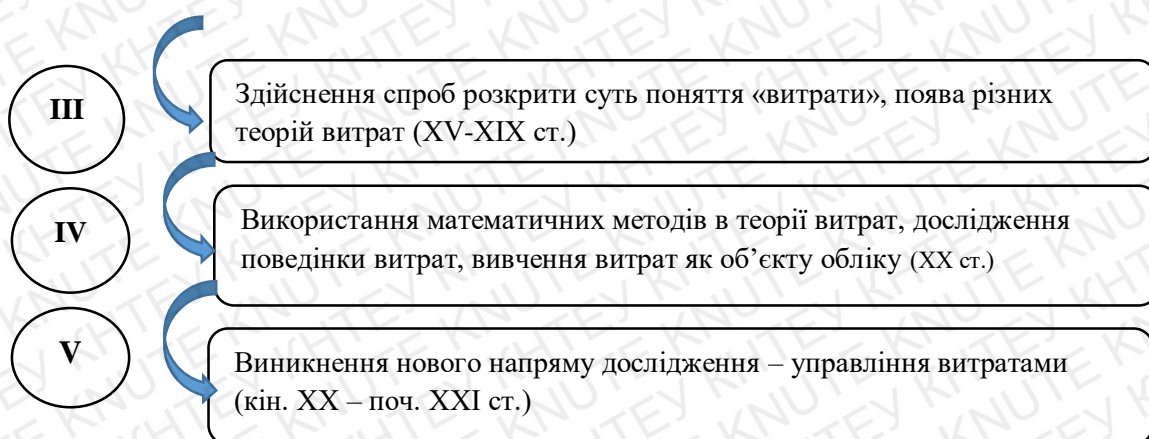 III
Здійснення спроб розкрити суть поняття «витрати», поява різних
теорій витрат (XV-XIX ст.)
IV
Використання математичних методів в теорії витрат, дослідження
поведінки витрат, вивчення витрат як об’єкту обліку (XX ст.)
V
Виникнення нового напряму дослідження – управління витратами
(кін. XX – поч. XXI ст.)